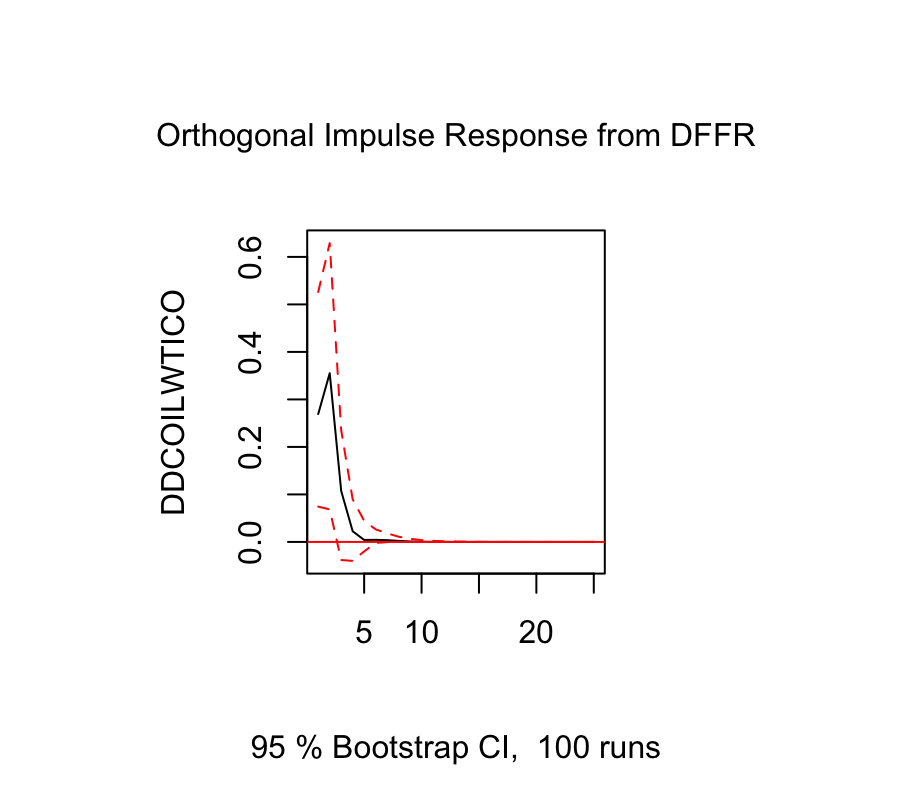 Orthogonal Impulse Response from DFFR
DDCOILWTICO
0.6
0.4
0.2
0.0
5 10 20
95 % Bootstrap CI,  100 runs